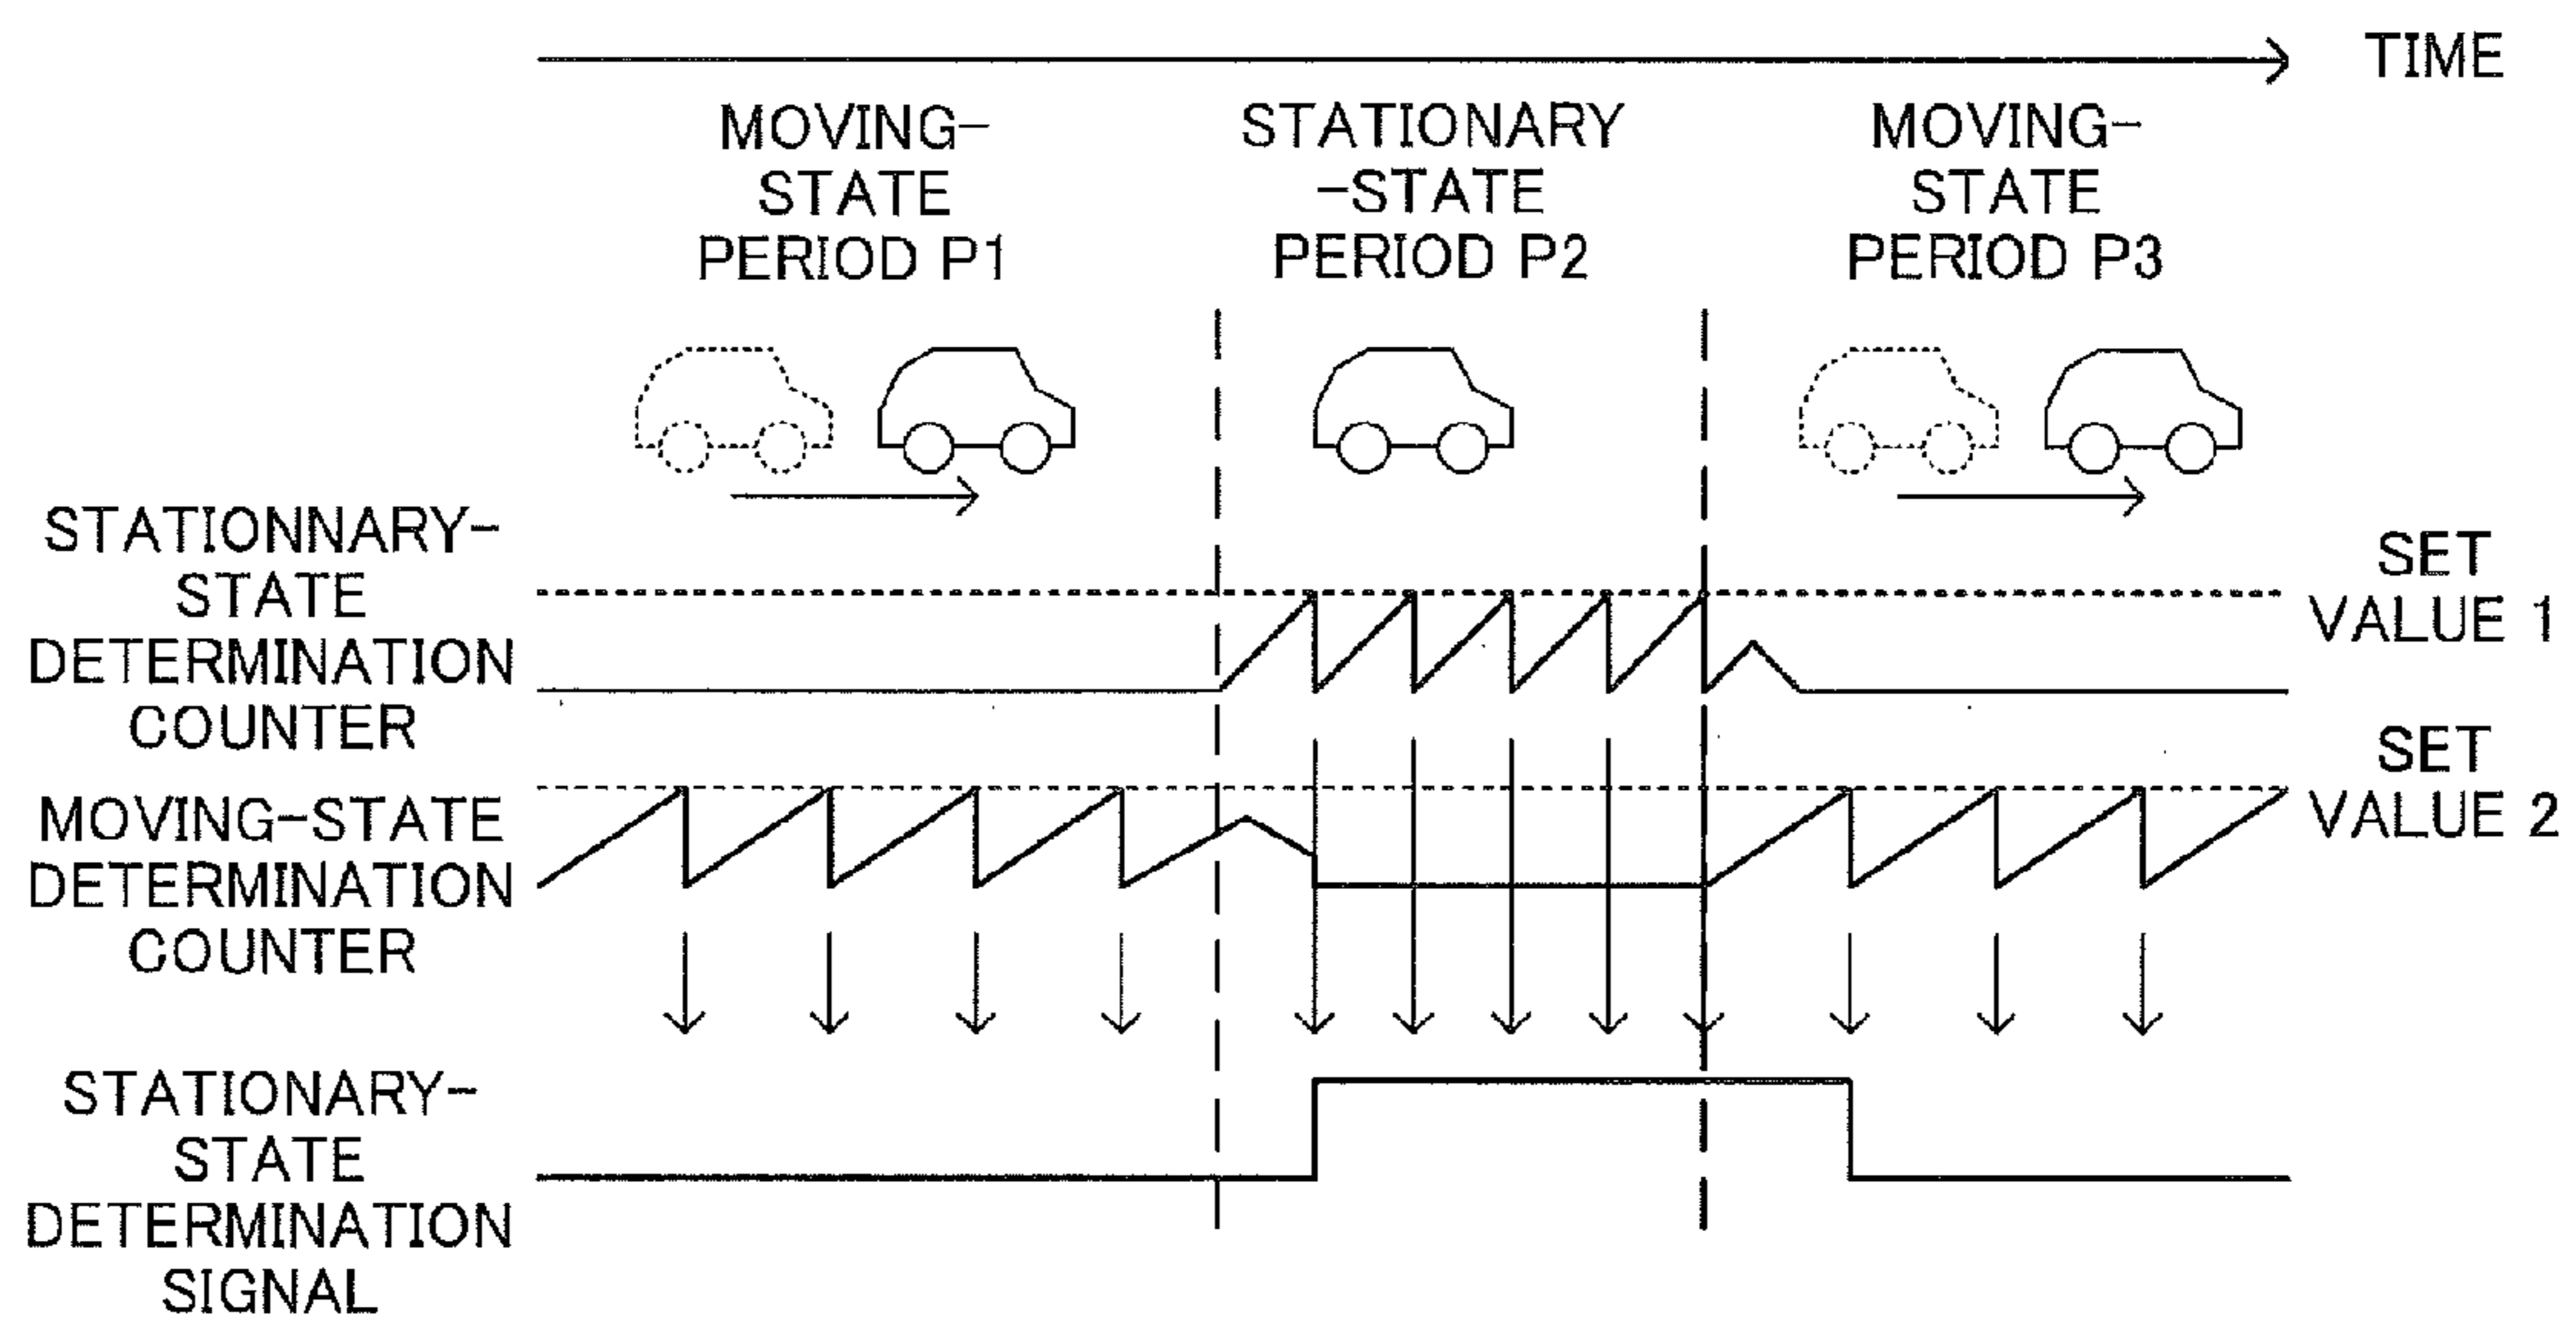 TIME
MOVING-
STATE
PERIOD P1
STATIONARY
-STATE
PERIOD P2
MOVING-
STATE
PERIOD P3
STATIONNARY-
STATE
DETERMINATION
COUNTER
SET
VALUE 1
MOVING-STATE
DETERMINATION
COUNTER
SET
VALUE 2
STATIONARY-
STATE
DETERMINATION
SIGNAL